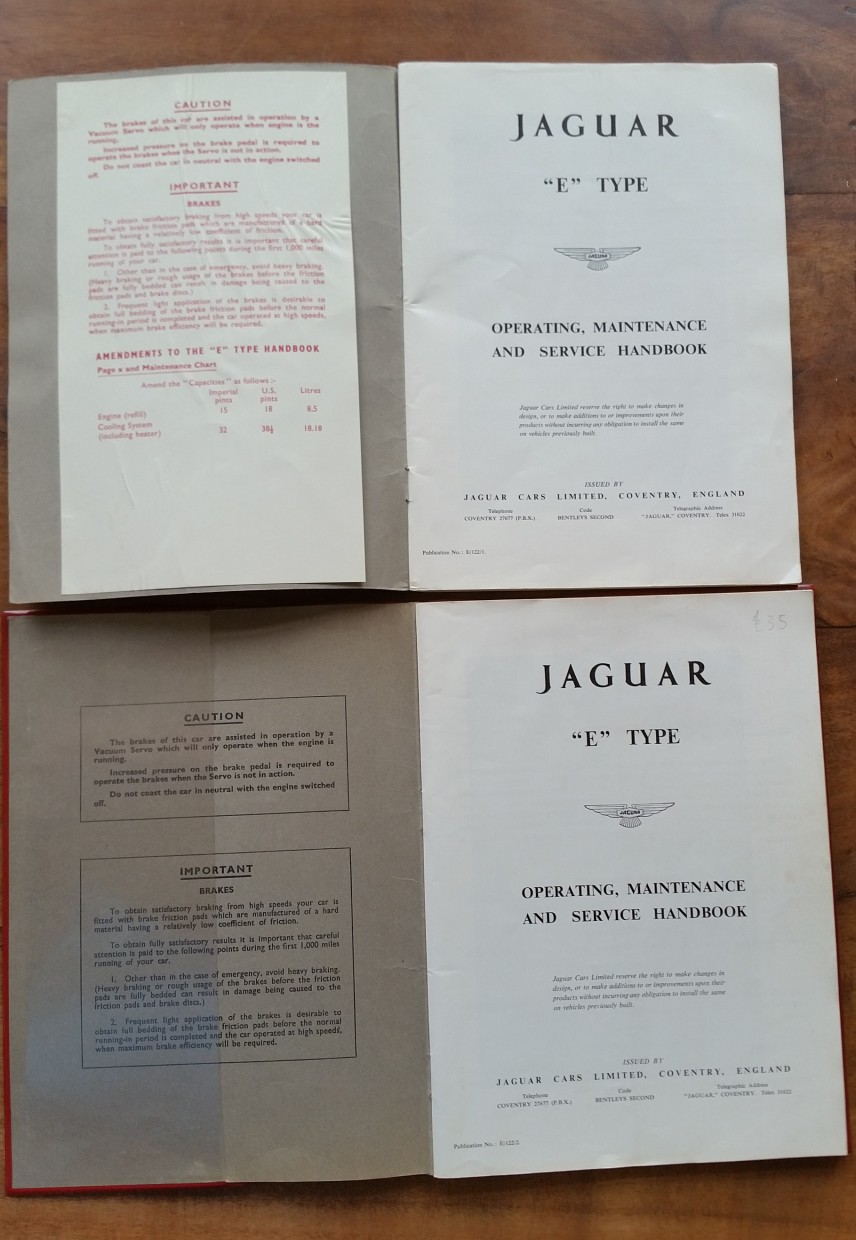 CAUTION
The brakes of this car are assisted in operation by a
Vacuum Servo which will only operate when engine is the
running.
Increased pressure on the brake pedal is required to
operate the brakes when the Servo is not in action.
Do not coast the car in neutral with the engine switched
off.
IMPORTANT
BRAKES
To obtain satisfactory braking from high speeds your car is
fitted with brake friction pads which are manufactured of a hard
material having a relatively low coefficient of friction.
To obtain fully satisfactory results it is important that careful
attention is paid to the following points during the first 1,000 miles
running of your car.
1. Other than in the case of emergency, avoid heavy braking.
(Heavy braking or rough usage of the brakes before the friction
pads are fully bedded can result in damage being caused to the
friction pads and brake discs.)
2. Frequent light application of the brakes is desirable to
obtain full bedding of the brake friction pads before the normal
running-in period is completed and the car operated at high speeds,
when maximum brake efficiency will be required.
AMENDMENTS TO THE "E" TYPE HANDBOOK
Page x and Maintenance Chart
Amend the "Capacities" as follows :-
Imperial pints U.S. pints Litres
Engine (refill) 15 18 8.5
Cooling System (including heater) 32 38½ 18.18
JAGUAR
"E" TYPE
JAGUAR
OPERATING, MAINTENANCE
AND SERVICE HANDBOOK
Jaguar Cars Limited reserve the right to make changes in
design, or to make additions to or improvements upon their
products without incurring any obligation to install the same
on vehicles previously built.
ISSUED BY
JAGUAR CARS LIMITED, COVENTRY, ENGLAND
Telephone Code Telegraphic Address
COVENTRY 27677 (P.B.X.) BENTLEYS SECOND "JAGUAR," COVENTRY. Telex 31622
Publication No.: E/122/1.
CAUTION
The brakes of this car are assisted in operation by a
Vacuum Servo which will only operate when the engine is
running.
Increased pressure on the brake pedal is required to
operate the brakes when the Servo is not in action.
Do not coast the car in neutral with the engine switched
off.
IMPORTANT
BRAKES
To obtain satisfactory braking from high speeds your car is
fitted with brake friction pads which are manufactured of a hard
material having a relatively low coefficient of friction.
To obtain fully satisfactory results it is important that careful
attention is paid to the following points during the first 1,000 miles
running of your car.
1. Other than in the case of emergency, avoid heavy braking.
(Heavy braking or rough usage of the brakes before the friction
pads are fully bedded can result in damage being caused to the
friction pads and brake discs.)
2. Frequent light application of the brakes is desirable to
obtain full bedding of the brake friction pads before the normal
running-in period is completed and the car operated at high speeds,
when maximum brake efficiency will be required.
£35
JAGUAR
"E" TYPE
JAGUAR
OPERATING, MAINTENANCE
AND SERVICE HANDBOOK
Jaguar Cars Limited reserve the right to make changes in
design, or to make additions to or improvements upon their
products without incurring any obligation to install the same
on vehicles previously built.
ISSUED BY
JAGUAR CARS LIMITED, COVENTRY, ENGLAND
Telephone Code Telegraphic Address
COVENTRY 27677 (P.B.X.) BENTLEYS SECOND "JAGUAR," COVENTRY. Telex 31622
Publication No.: E/122/2.